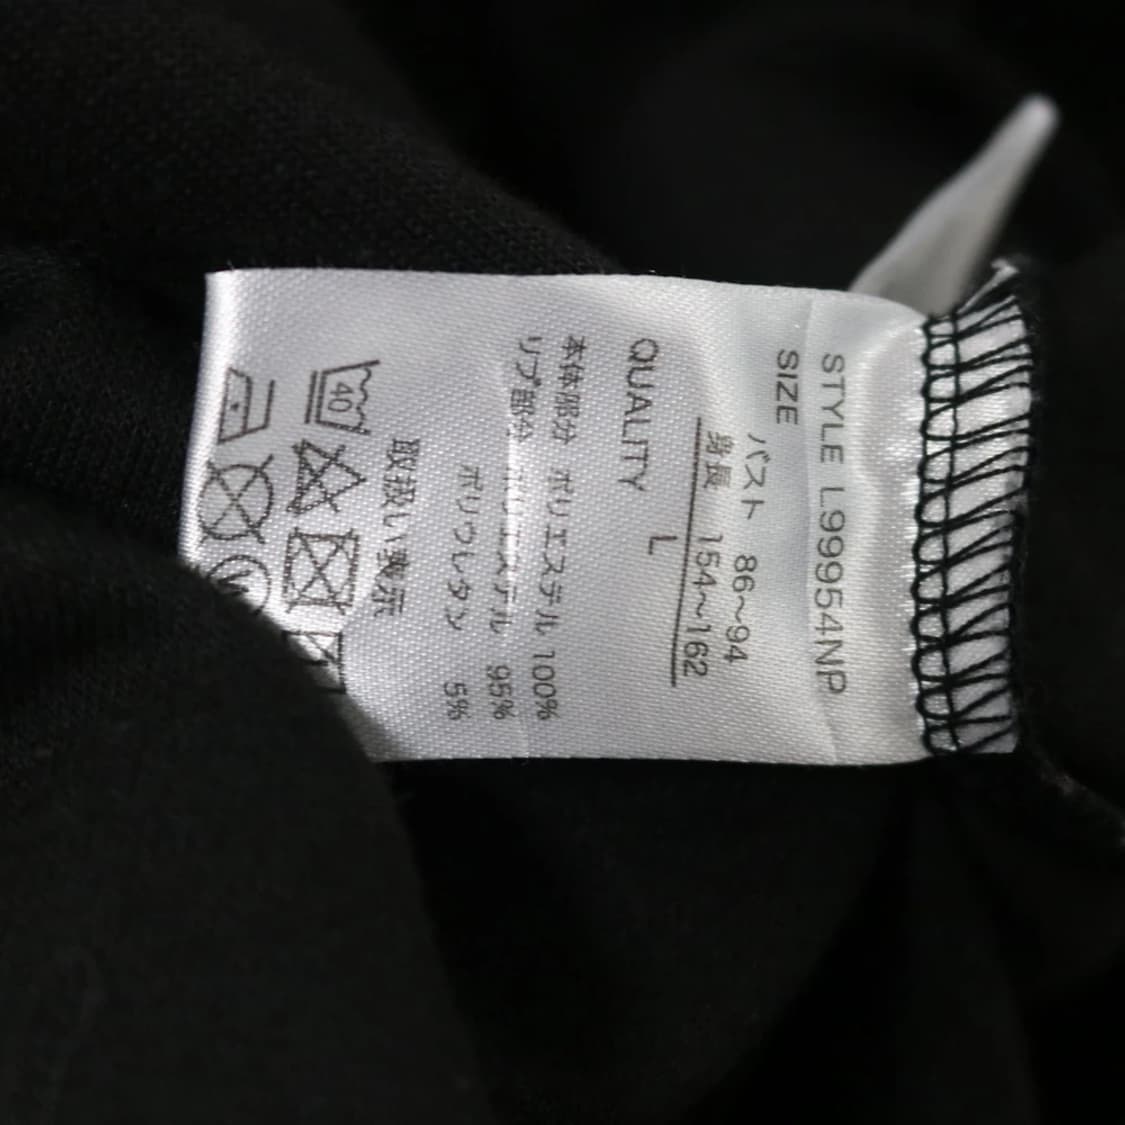 STYLE L99954NP
SIZE
バスト 86〜94
身長 154〜162
L
QUALITY
本体部分 ポリエステル 100%
リブ部分 ポリエステル 95%
ポリウレタン 5%
取扱い表示
40